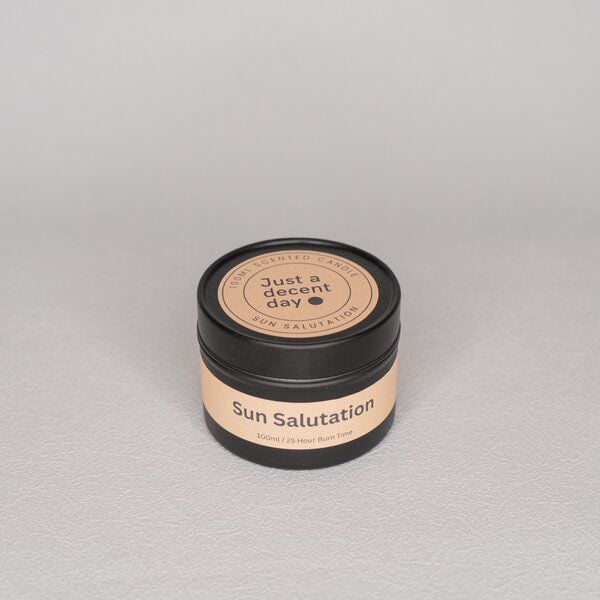 100ML SCENTED CANDLE
Just a
decent
day
SUN SALUTATION
Sun Salutation
100ml / 25 Hour Burn Time